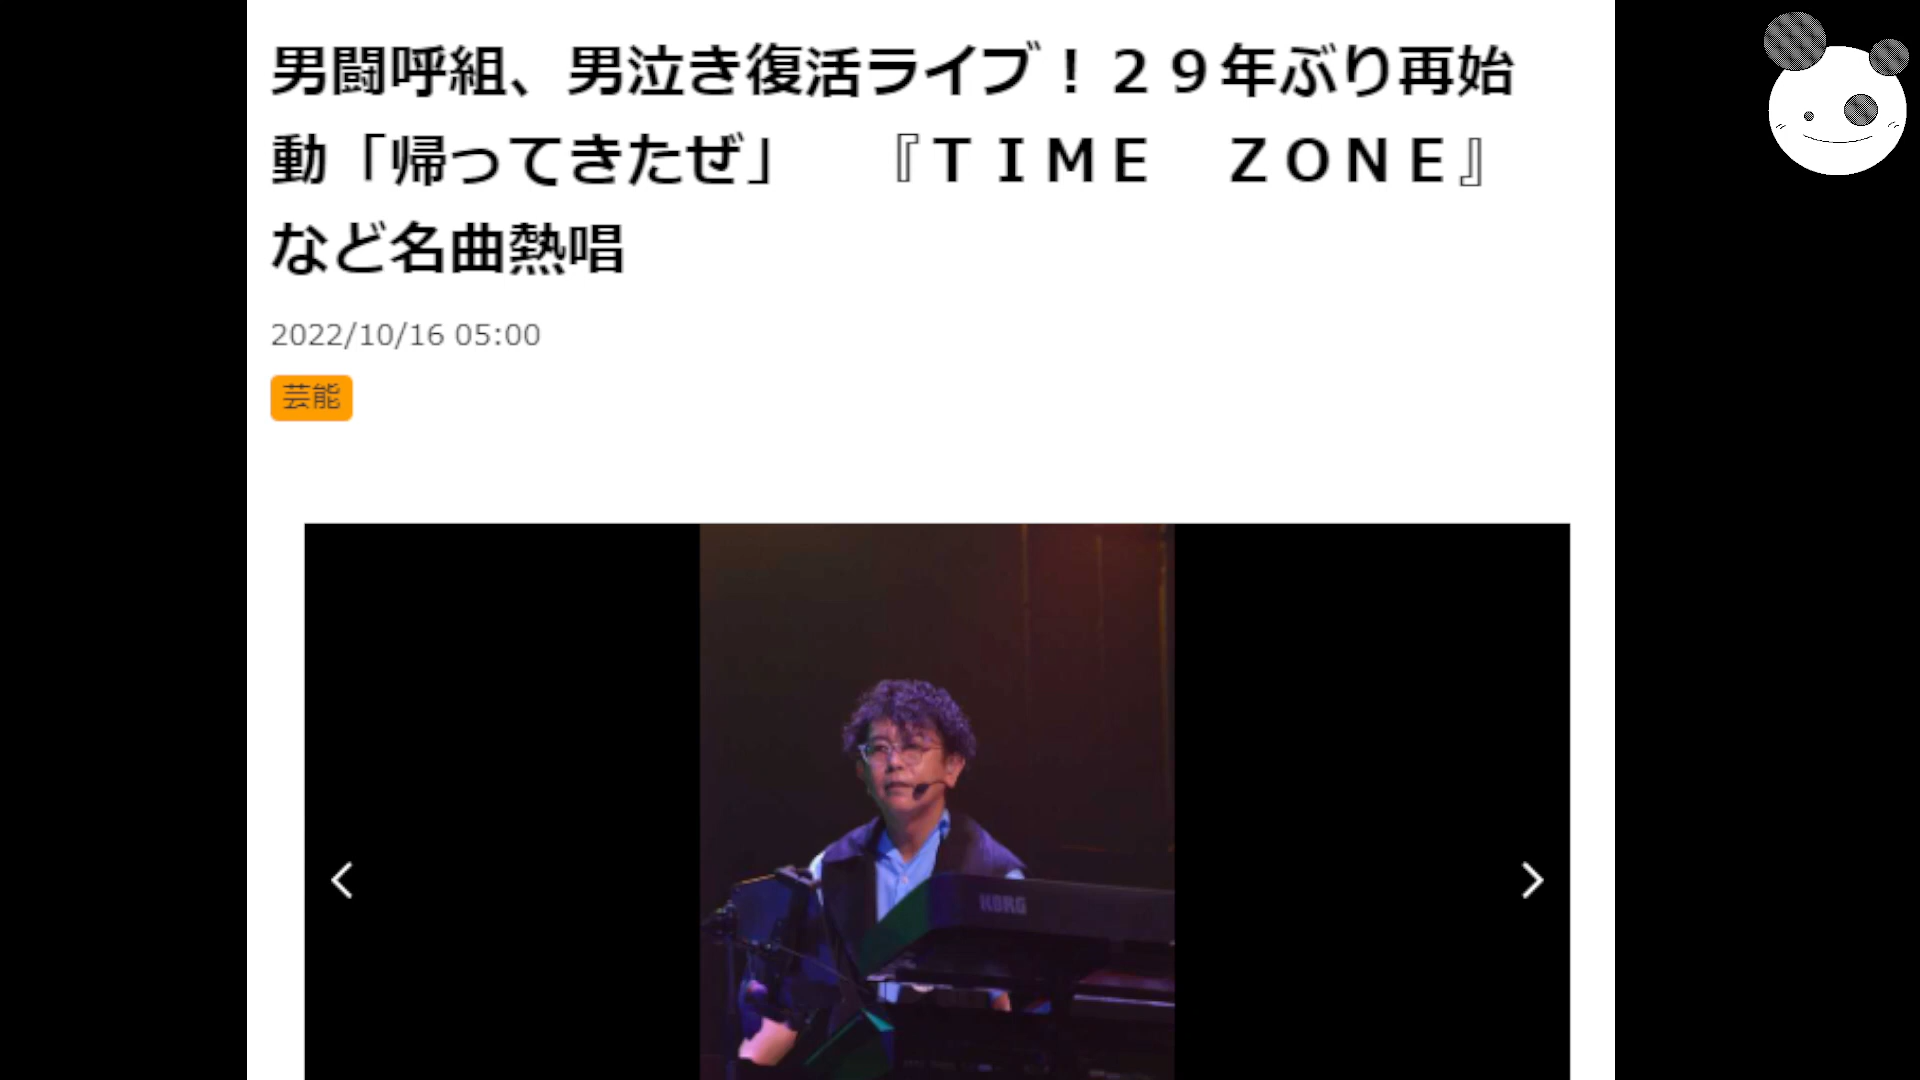 男闘呼組、男泣き復活ライブ！２９年ぶり再始
動「帰ってきたぜ」　『ＴＩＭＥ　ＺＯＮＥ』
など名曲熱唱
2022/10/16 05:00
芸能
KORG